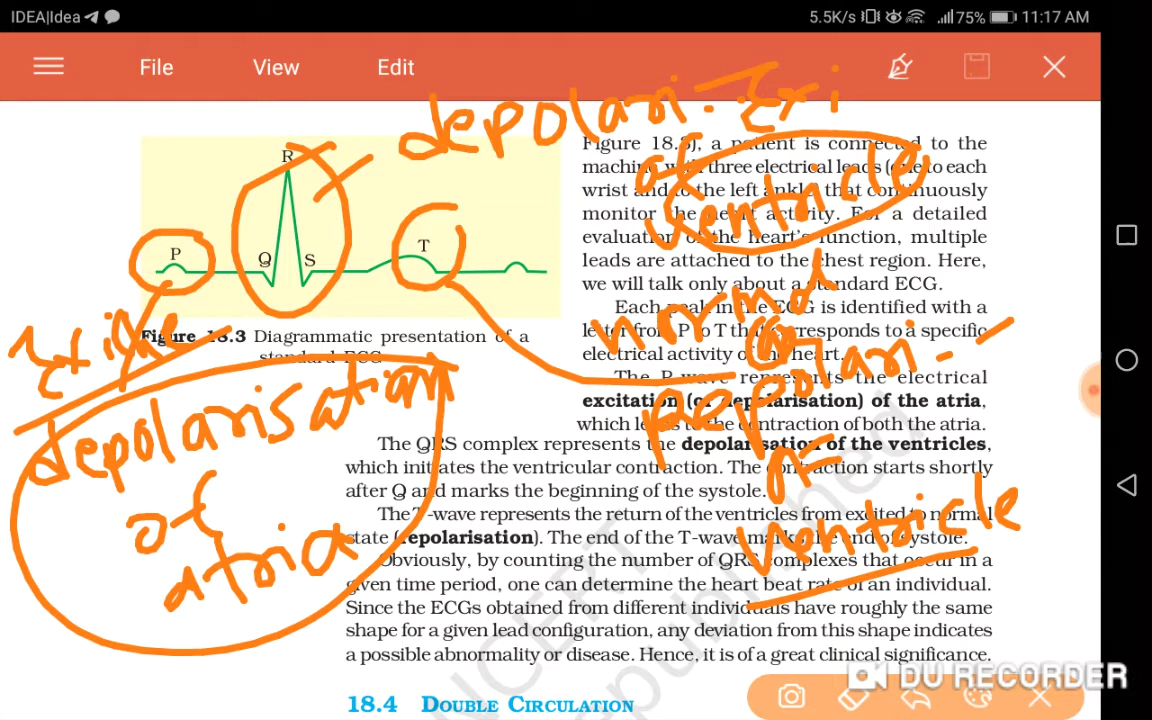 IDEA|Idea
5.5K/s 75% 11:17 AM
File View Edit
depolari -
of
ventricle
P
Q
R
S
T
Figure 18.3 Diagrammatic presentation of a
standard ECG
Figure 18.3), a patient is connected to the
machine with three electrical leads (one to each
wrist and to the left ankle) that continuously
monitor the heart activity. For a detailed
evaluation of the heart's function, multiple
leads are attached to the chest region. Here,
we will talk only about a standard ECG.
Each peak in the ECG is identified with a
letter from P to T that corresponds to a specific
electrical activity of the heart.
The P-wave represents the electrical
excitation (or depolarisation) of the atria,
which leads to the contraction of both the atria.
The QRS complex represents the depolarisation of the ventricles,
which initiates the ventricular contraction. The contraction starts shortly
after Q and marks the beginning of the systole.
The T-wave represents the return of the ventricles from excited to normal
state (repolarisation). The end of the T-wave marks the end of systole.
Obviously, by counting the number of QRS complexes that occur in a
given time period, one can determine the heart beat rate of an individual.
Since the ECGs obtained from different individuals have roughly the same
shape for a given lead configuration, any deviation from this shape indicates
a possible abnormality or disease. Hence, it is of a great clinical significance.
depolarisation
of
atria
normal
repolari - -
of
ventricle
NCERT
republished
18.4 DOUBLE CIRCULATION
DU RECORDER